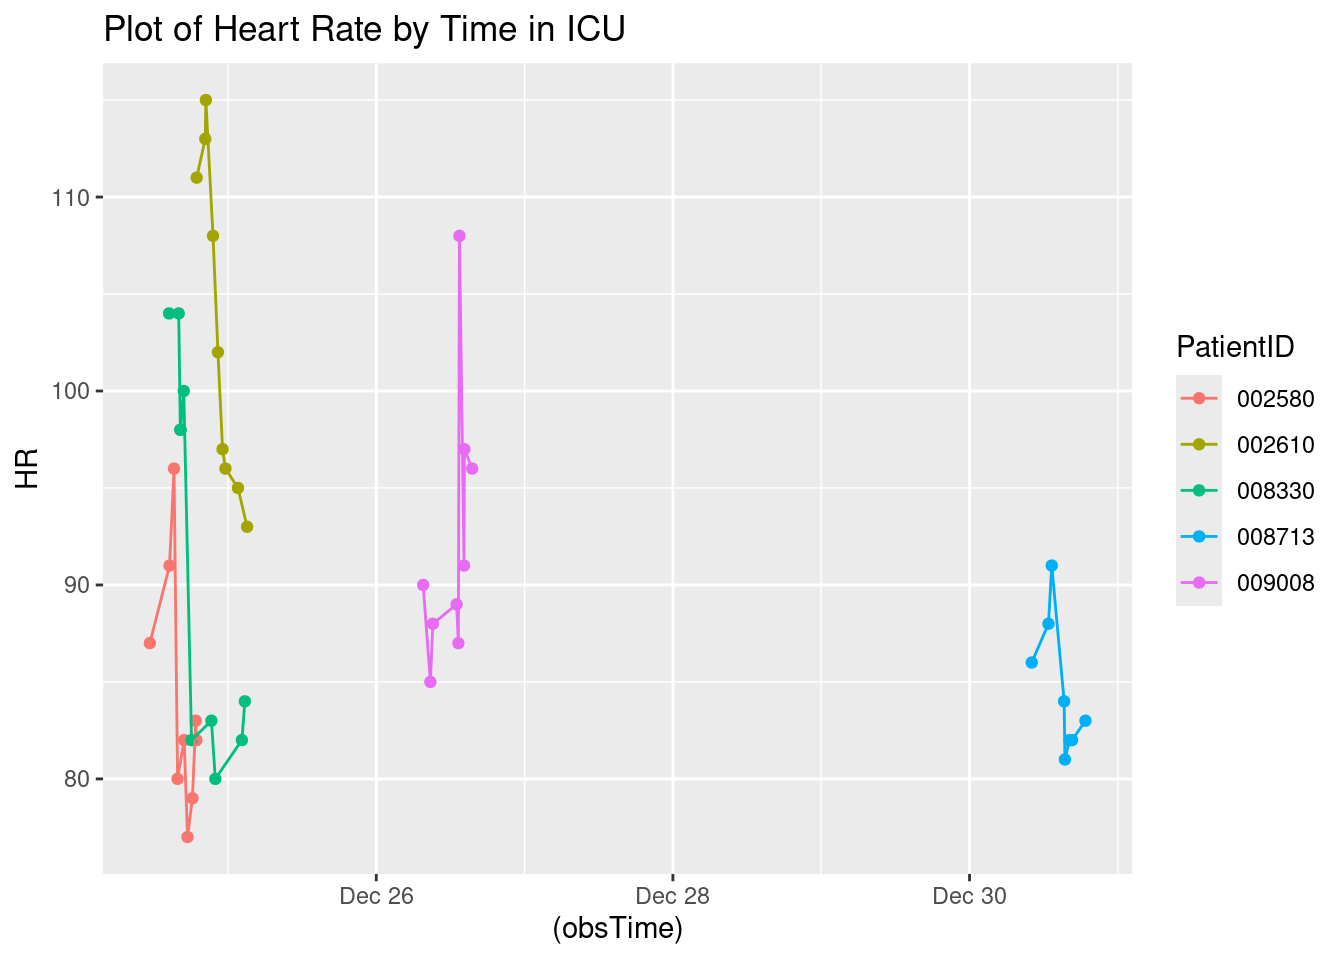 Plot of Heart Rate by Time in ICU
110
100
90
80
HR
Dec 26
Dec 28
Dec 30
(obsTime)
PatientID
002580
002610
008330
008713
009008